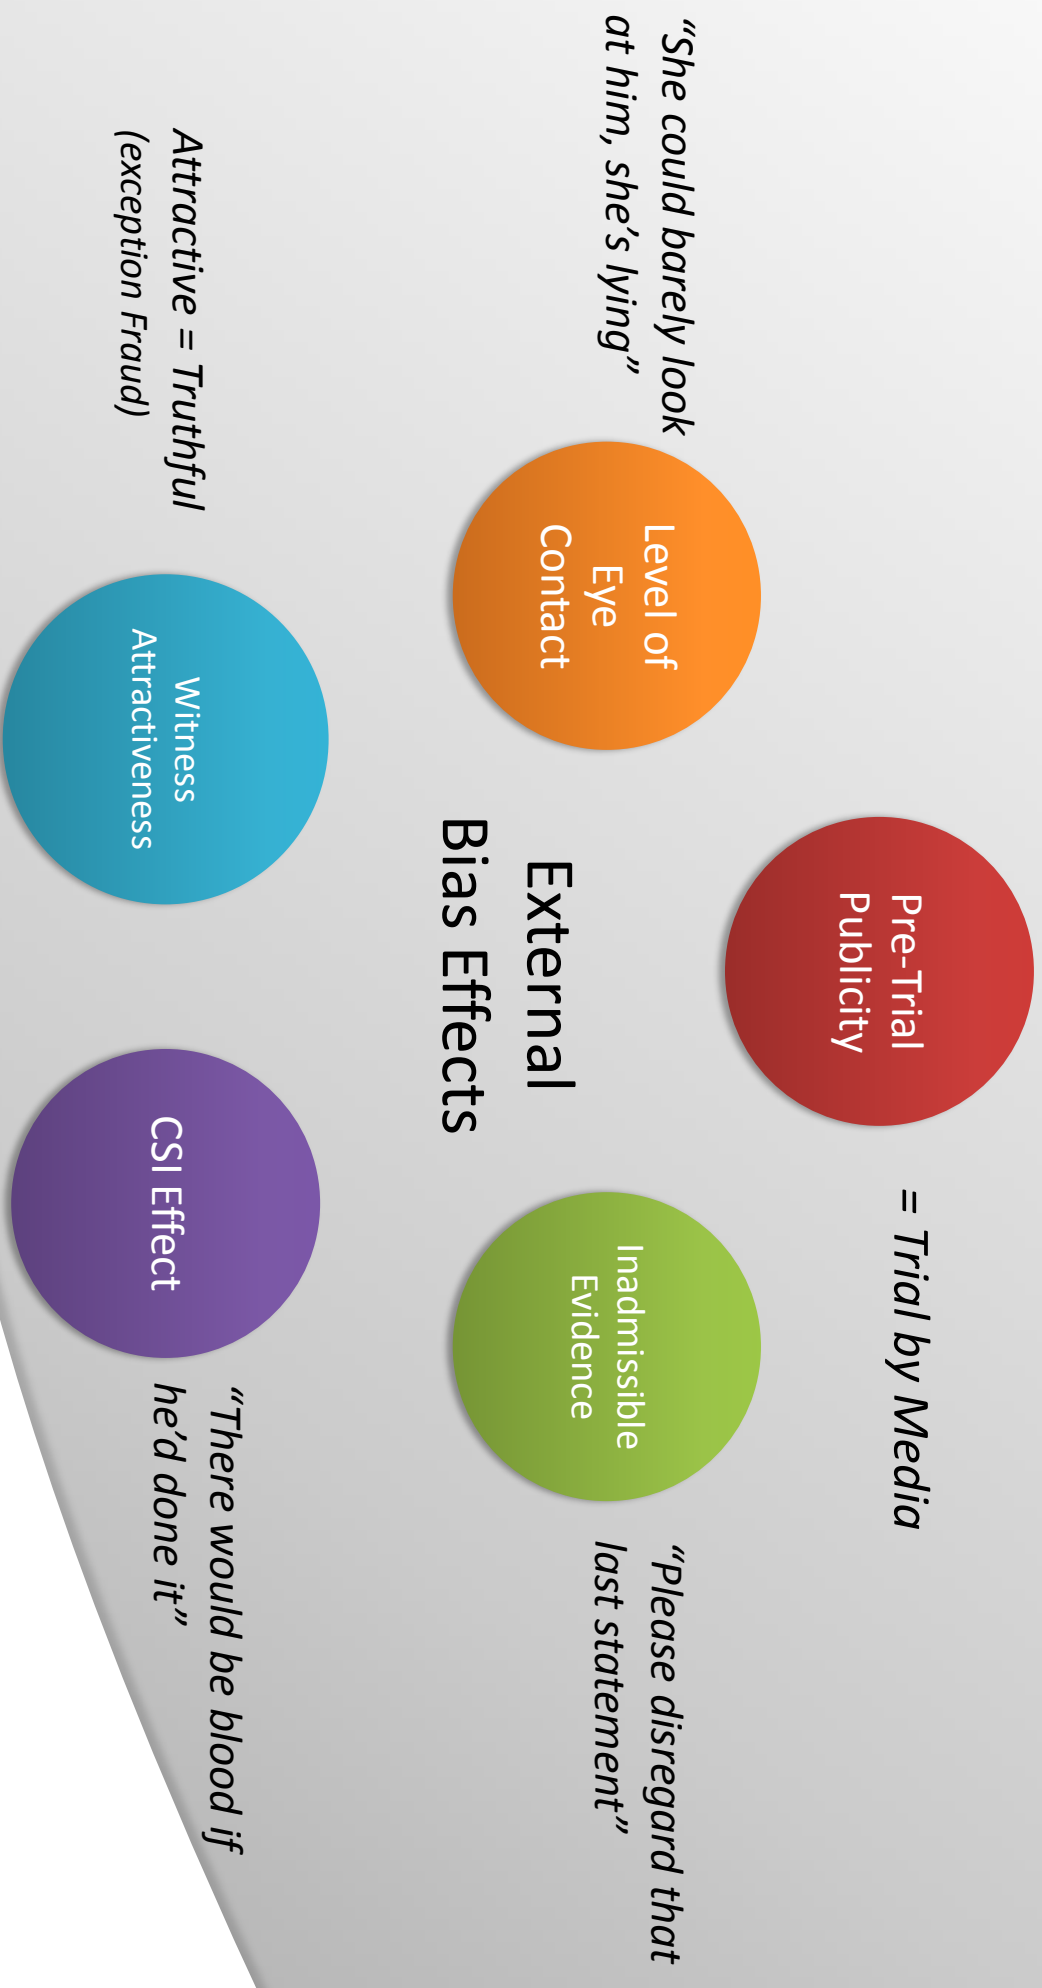 Pre-Trial
Publicity
= Trial by Media
“She could barely look
at him, she’s lying”
Level of
Eye
Contact
External
Bias Effects
Inadmissible
Evidence
“Please disregard that
last statement”
Attractive = Truthful
(exception Fraud)
Witness
Attractiveness
CSI Effect
“There would be blood if
he’d done it”